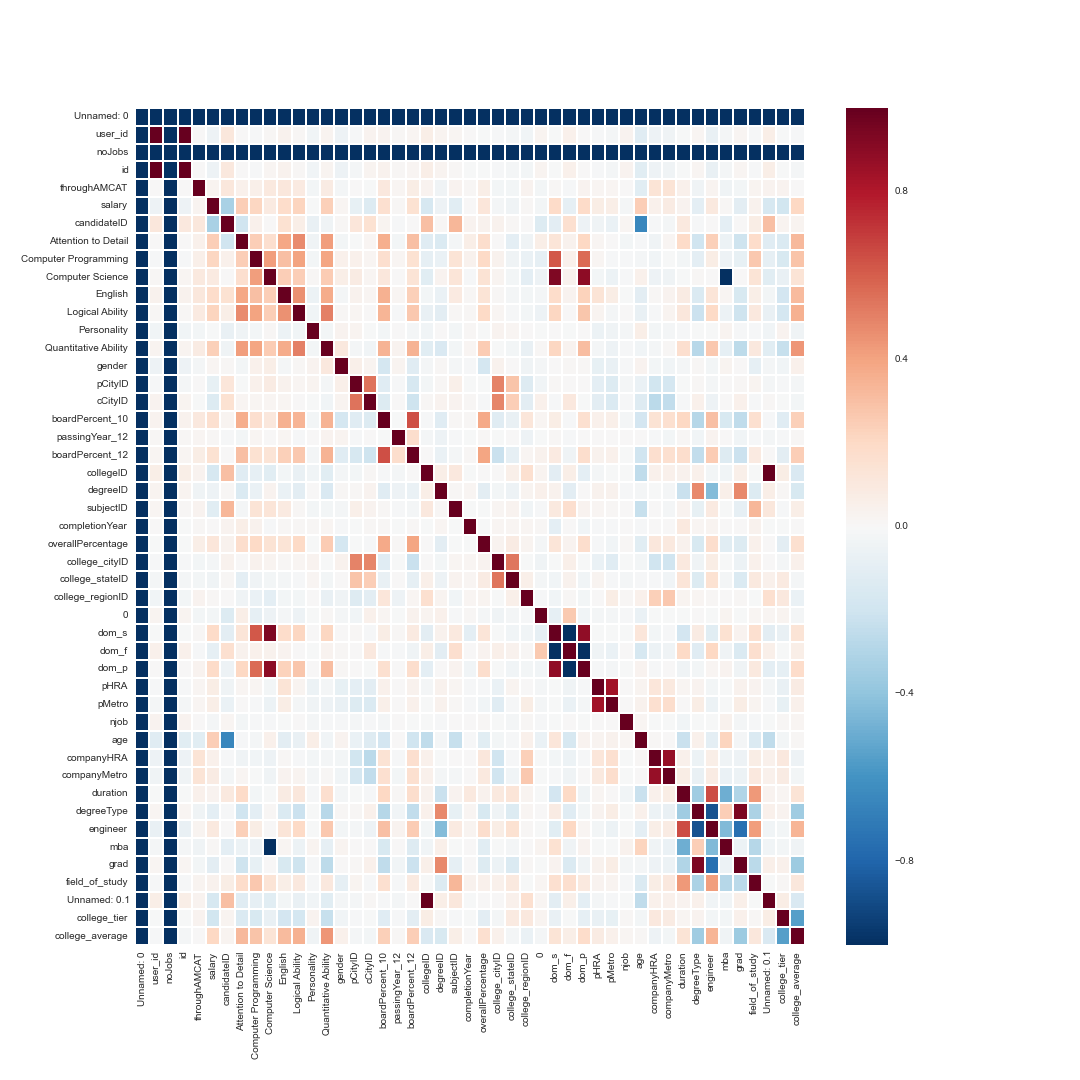 Unnamed: 0
user_id
noJobs
id
throughAMCAT
salary
candidateID
Attention to Detail
Computer Programming
Computer Science
English
Logical Ability
Personality
Quantitative Ability
gender
pCityID
cCityID
boardPercent_10
passingYear_12
boardPercent_12
collegeID
degreeID
subjectID
completionYear
overallPercentage
college_cityID
college_stateID
college_regionID
0
dom_s
dom_f
dom_p
pHRA
pMetro
njob
age
companyHRA
companyMetro
duration
degreeType
engineer
mba
grad
field_of_study
Unnamed: 0.1
college_tier
college_average
0.8
0.4
0.0
−0.4
−0.8
Unnamed: 0
user_id
noJobs
id
throughAMCAT
salary
candidateID
Attention to Detail
Computer Programming
Computer Science
English
Logical Ability
Personality
Quantitative Ability
gender
pCityID
cCityID
boardPercent_10
passingYear_12
boardPercent_12
collegeID
degreeID
subjectID
completionYear
overallPercentage
college_cityID
college_stateID
college_regionID
0
dom_s
dom_f
dom_p
pHRA
pMetro
njob
age
companyHRA
companyMetro
duration
degreeType
engineer
mba
grad
field_of_study
Unnamed: 0.1
college_tier
college_average